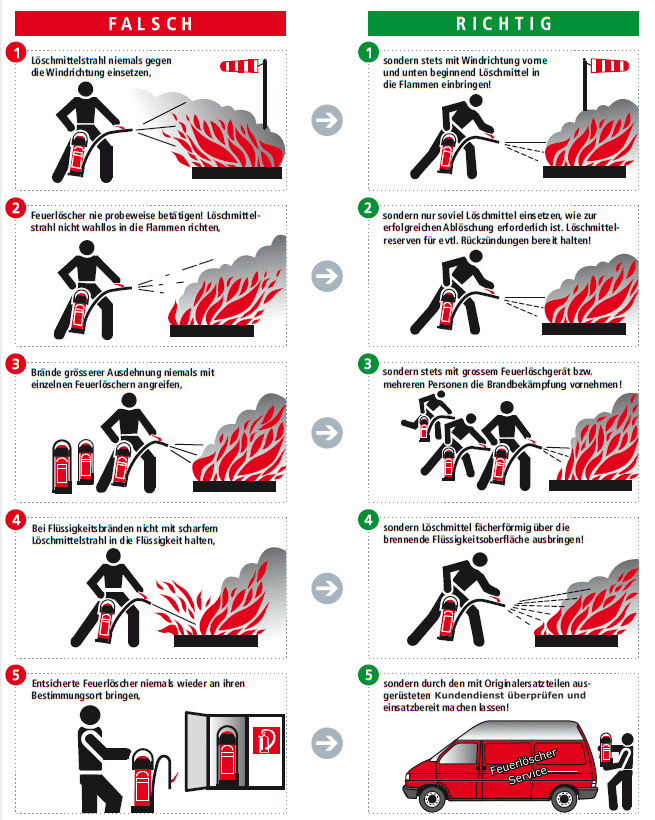 FALSCH
RICHTIG
1
Löschmittelstrahl niemals gegen
die Windrichtung einsetzen,
1
sondern stets mit Windrichtung vorne
und unten beginnend Löschmittel in
die Flammen einbringen!
2
Feuerlöscher nie probeweise betätigen! Löschmittel-
strahl nicht wahllos in die Flammen richten,
2
sondern nur soviel Löschmittel einsetzen, wie zur
erfolgreichen Ablöschung erforderlich ist. Löschmittel-
reserven für evtl. Rückzündungen bereit halten!
3
Brände grösserer Ausdehnung niemals mit
einzelnen Feuerlöschern angreifen,
3
sondern stets mit grossem Feuerlöschgerät bzw.
mehreren Personen die Brandbekämpfung vornehmen!
4
Bei Flüssigkeitsbränden nicht mit scharfem
Löschmittelstrahl in die Flüssigkeit halten,
4
sondern Löschmittel fächerförmig über die
brennende Flüssigkeitsoberfläche ausbringen!
5
Entsicherte Feuerlöscher niemals wieder an ihren
Bestimmungsort bringen,
5
sondern durch den mit Originalersatzteilen aus-
gerüsteten Kundendienst überprüfen und
einsatzbereit machen lassen!
Feuerlöscher
Service